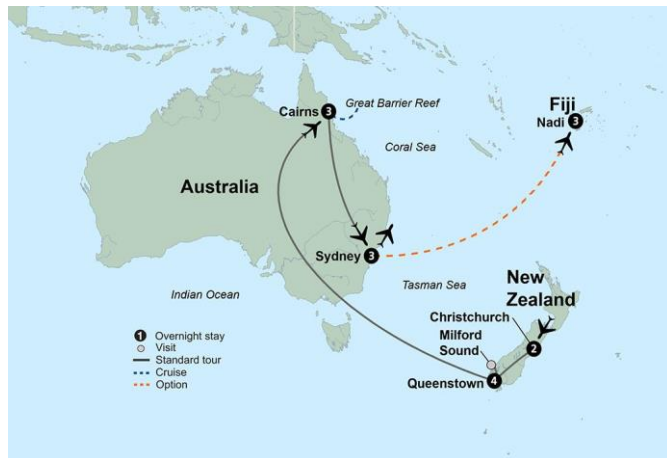 Cairns
3
Great Barrier Reef
Fiji
Nadi
3
Coral Sea
Australia
Sydney
3
Tasman Sea
Indian Ocean
New
Zealand
Christchurch
2
Milford
Sound
Queenstown
4
1 Overnight stay
Visit
Standard tour
Cruise
Option